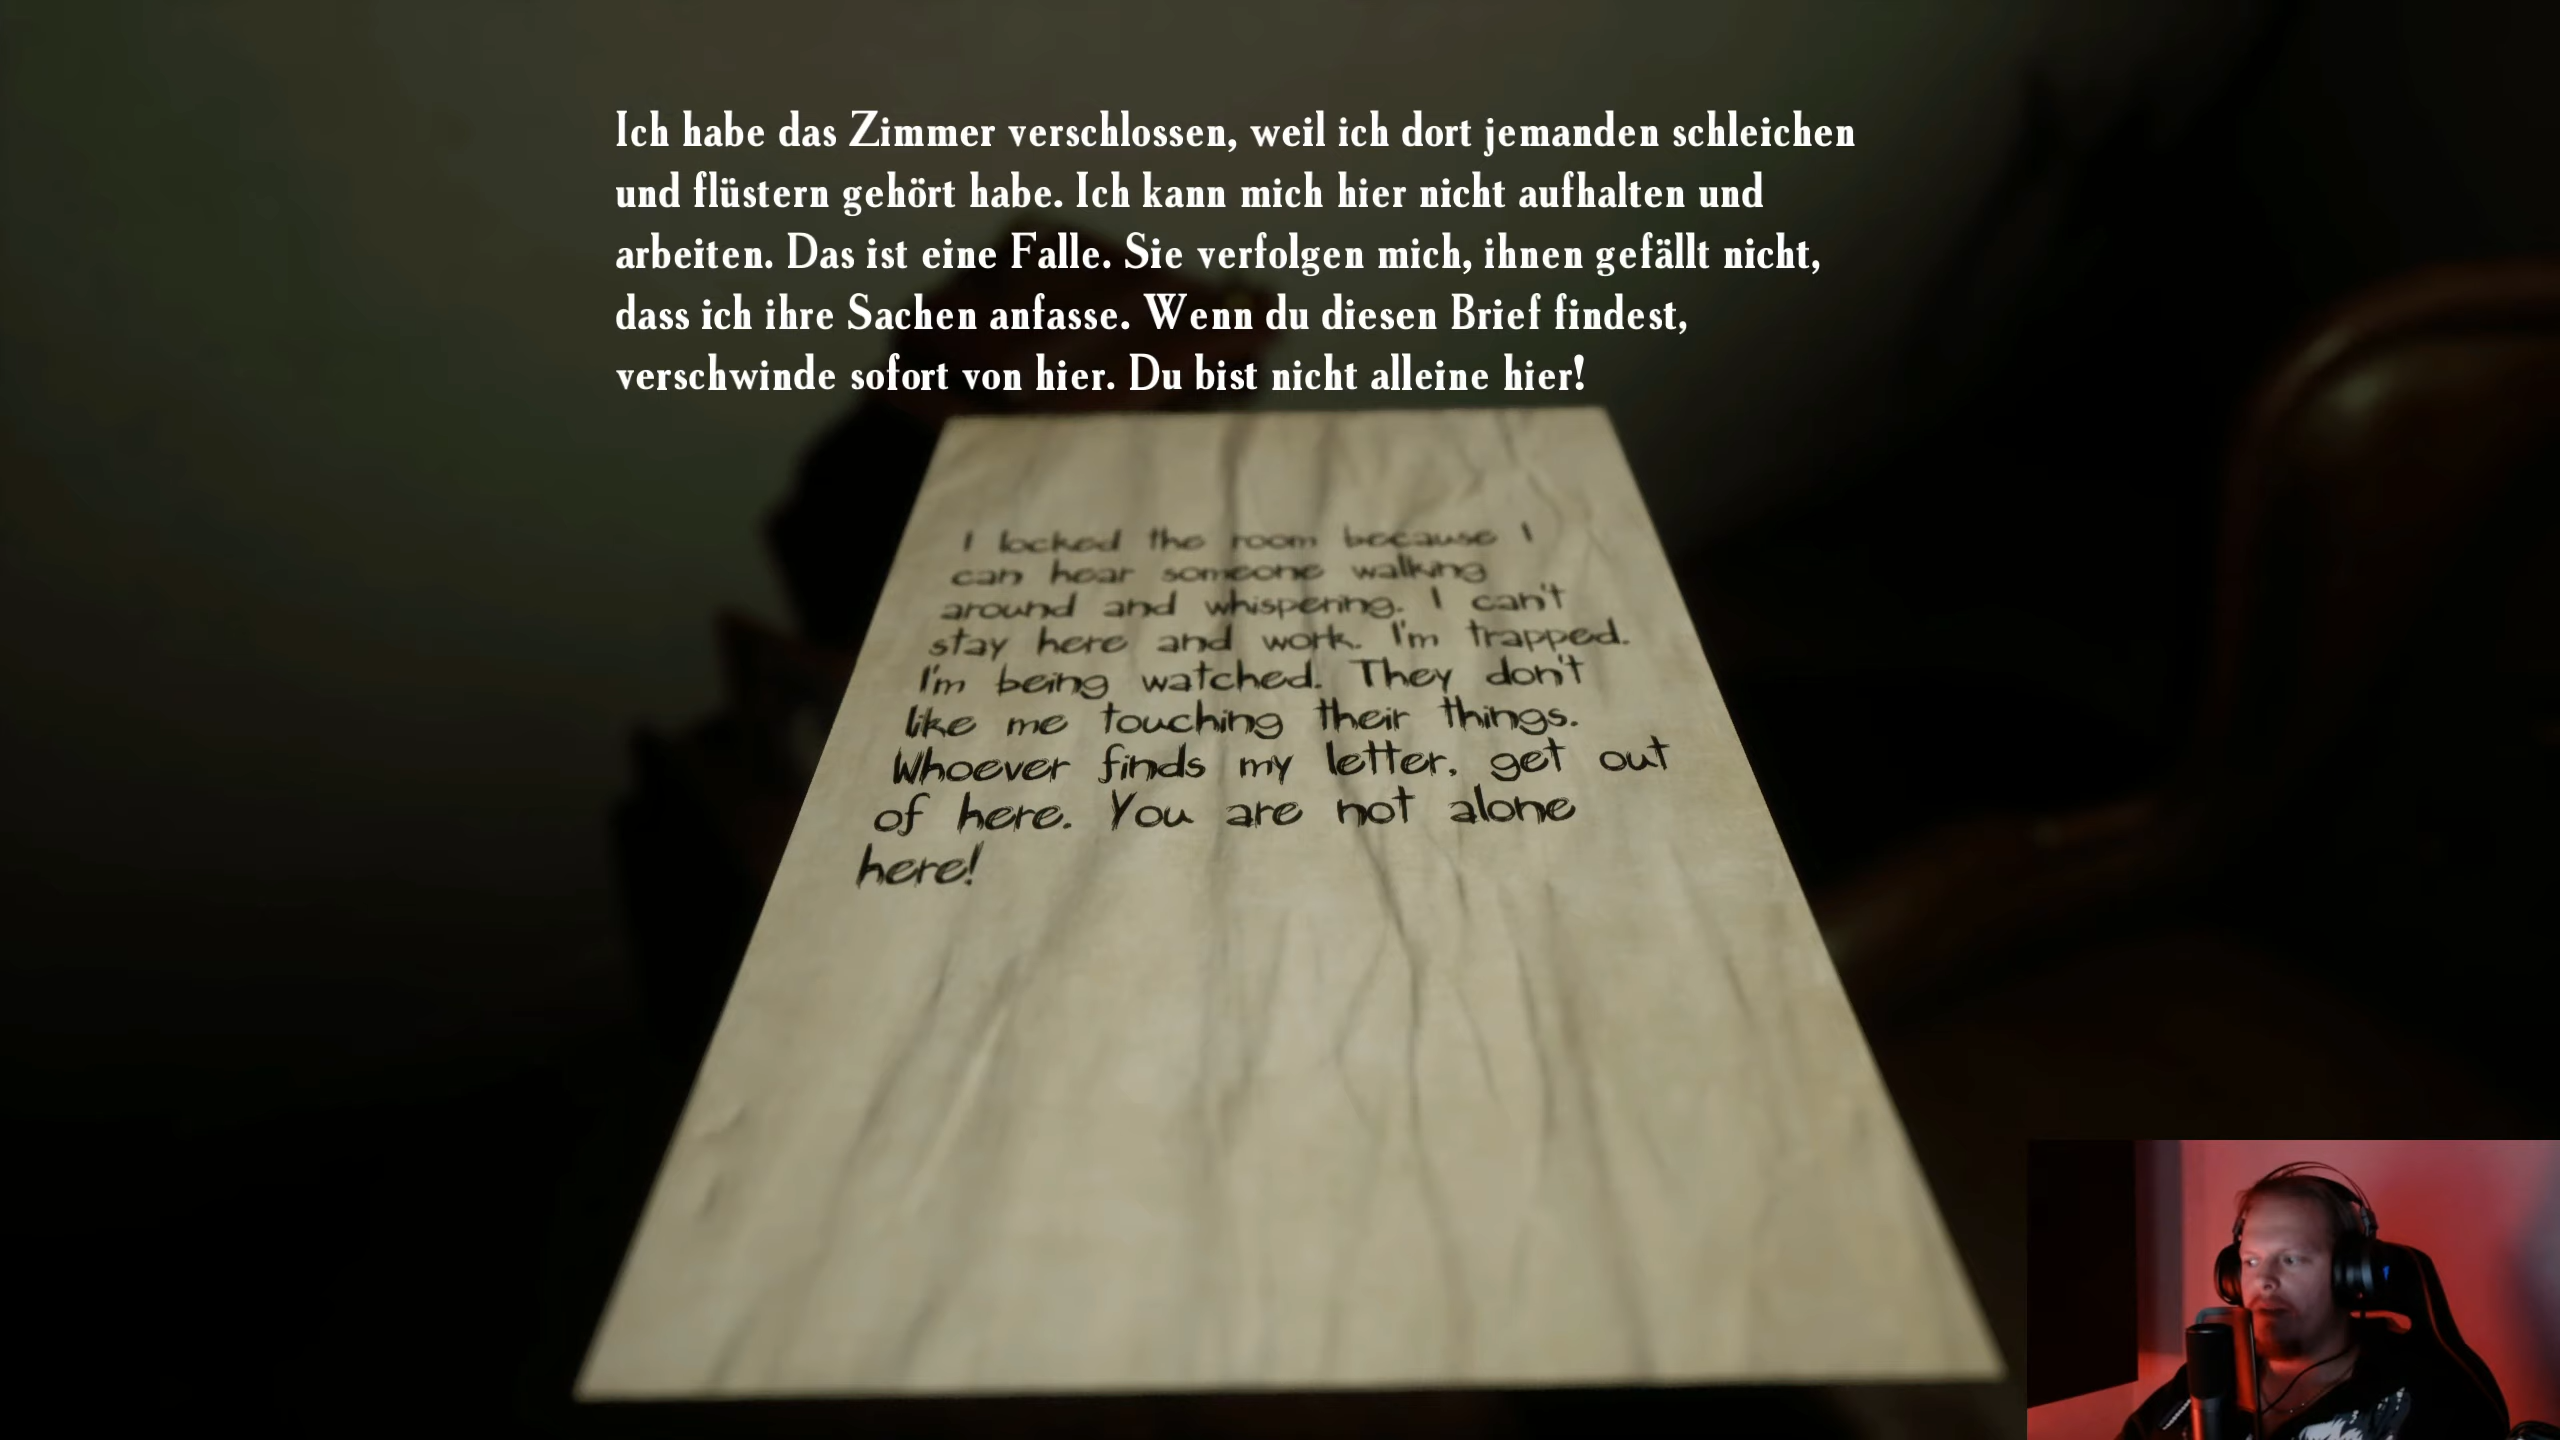 Ich habe das Zimmer verschlossen, weil ich dort jemanden schleichen
und flüstern gehört habe. Ich kann mich hier nicht aufhalten und
arbeiten. Das ist eine Falle. Sie verfolgen mich, ihnen gefällt nicht,
dass ich ihre Sachen anfasse. Wenn du diesen Brief findest,
verschwinde sofort von hier. Du bist nicht alleine hier!
I locked the room because I
can hear someone walking
around and whispering. I can't
stay here and work. I'm trapped.
I'm being watched. They don't
like me touching their things.
Whoever finds my letter, get out
of here. You are not alone
here!